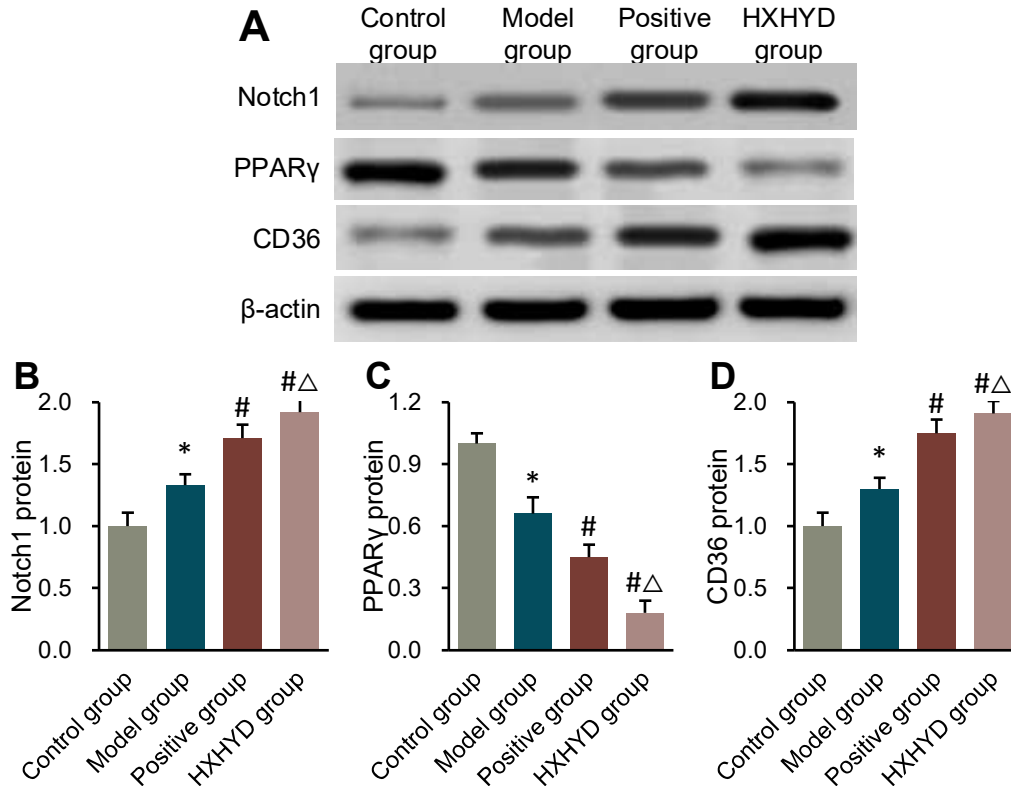 A
Control group
Model group
Positive group
HXHYD group
Notch1
PPARγ
CD36
β-actin
B
Notch1 protein
2.0
1.5
1.0
0.5
0.0
*
#
#△
Control group
Model group
Positive group
HXHYD group
C
PPARγ protein
1.2
0.9
0.6
0.3
0.0
*
#
#△
Control group
Model group
Positive group
HXHYD group
D
CD36 protein
2.0
1.5
1.0
0.5
0.0
*
#
#△
Control group
Model group
Positive group
HXHYD group